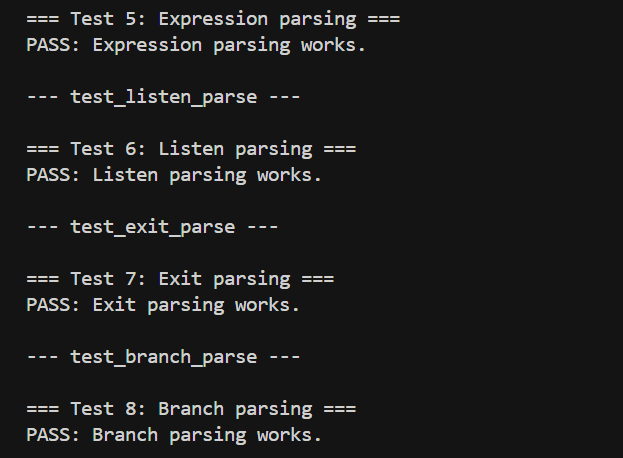 === Test 5: Expression parsing ===
PASS: Expression parsing works.
--- test_listen_parse ---
=== Test 6: Listen parsing ===
PASS: Listen parsing works.
--- test_exit_parse ---
=== Test 7: Exit parsing ===
PASS: Exit parsing works.
--- test_branch_parse ---
=== Test 8: Branch parsing ===
PASS: Branch parsing works.